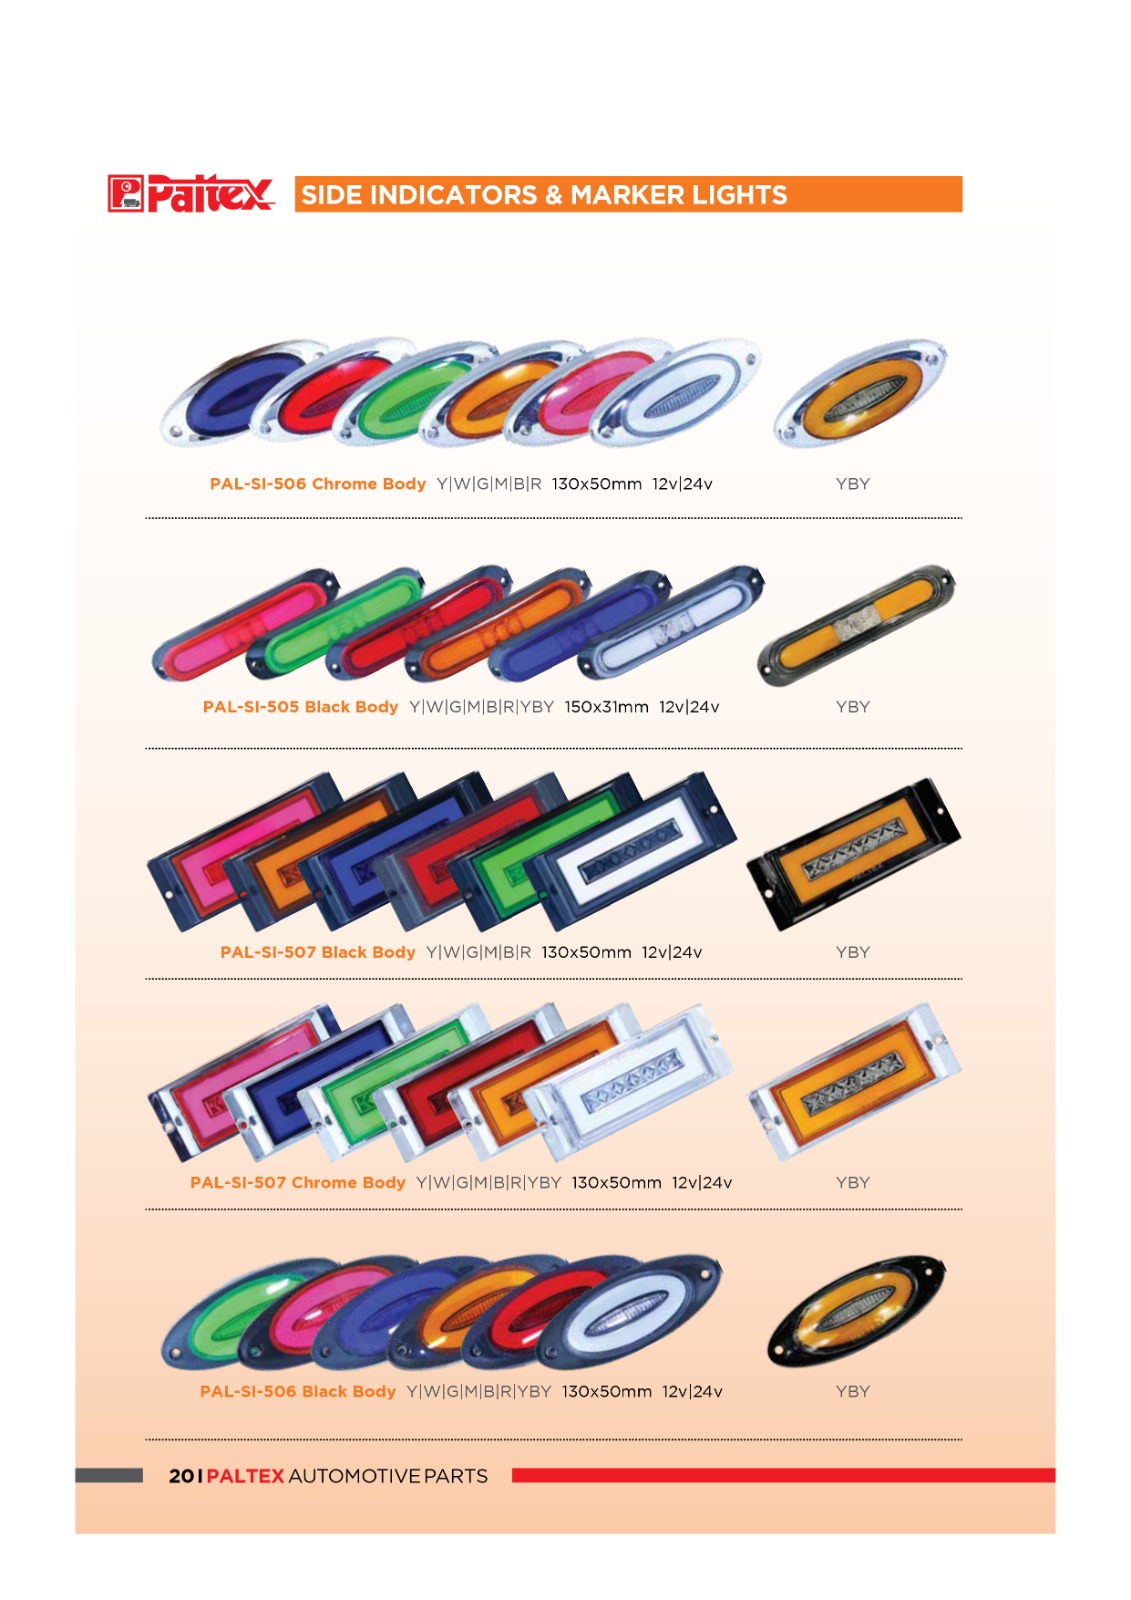 Paltex
SIDE INDICATORS & MARKER LIGHTS
PAL-SI-506 Chrome Body Y|W|G|M|B|R 130x50mm 12v|24v YBY
PAL-SI-505 Black Body Y|W|G|M|B|R|YBY 150x31mm 12v|24v YBY
PAL-SI-507 Black Body Y|W|G|M|B|R 130x50mm 12v|24v YBY
PAL-SI-507 Chrome Body Y|W|G|M|B|R|YBY 130x50mm 12v|24v YBY
PAL-SI-506 Black Body Y|W|G|M|B|R|YBY 130x50mm 12v|24v YBY
20 I PALTEX AUTOMOTIVE PARTS